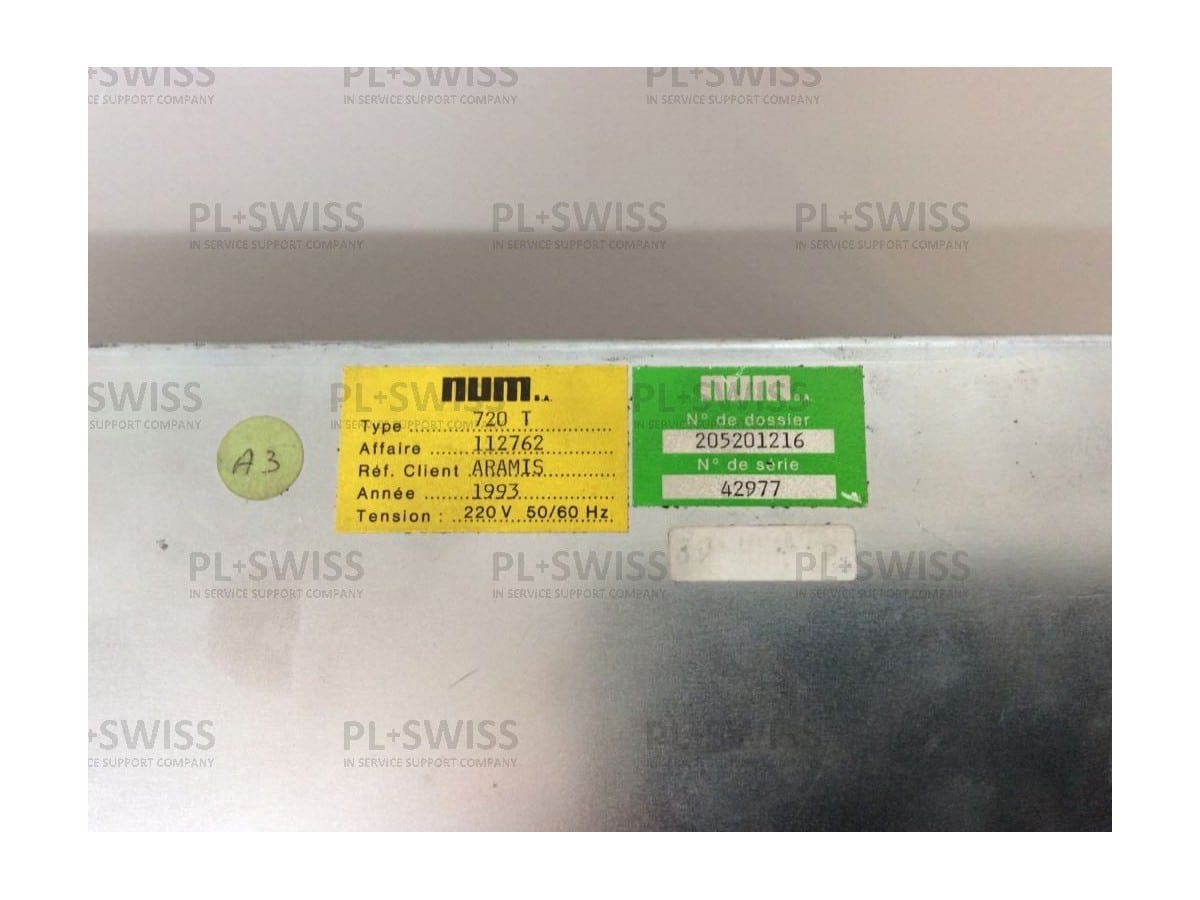 PL+SWISS
IN SERVICE SUPPORT COMPANY
A3
num S.A.
Type 720 T
Affaire 112762
Réf. Client ARAMIS
Année 1993
Tension : 220 V 50/60 Hz
num S.A.
N° de dossier
205201216
N° de série
42977